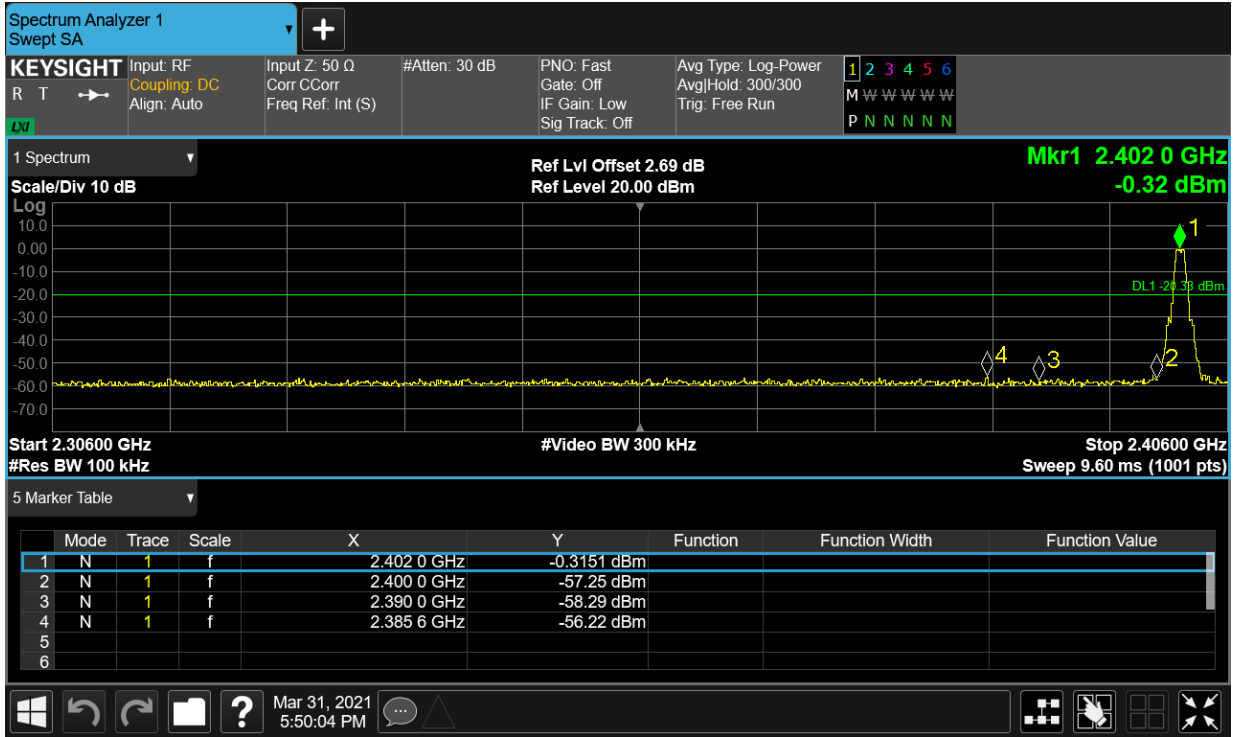 Spectrum Analyzer 1
Swept SA
KEYSIGHT Input: RF Input Z: 50 Ω #Atten: 30 dB PNO: Fast Avg Type: Log-Power 1 2 3 4 5 6
R T Coupling: DC Corr CCorr Gate: Off Avg|Hold: 300/300 M W W W W W
Align: Auto Freq Ref: Int (S) IF Gain: Low Trig: Free Run
LXI Sig Track: Off P N N N N N N
1 Spectrum Ref Lvl Offset 2.69 dB Mkr1 2.402 0 GHz
Scale/Div 10 dB Ref Level 20.00 dBm -0.32 dBm
Log
10.0 1
0.00
-10.0
-20.0 DL1 -20.33 dBm
-30.0
-40.0
-50.0 4 3 2
-60.0
-70.0
Start 2.30600 GHz #Video BW 300 kHz Stop 2.40600 GHz
#Res BW 100 kHz Sweep 9.60 ms (1001 pts)
5 Marker Table
Mode Trace Scale X Y Function Function Width Function Value
1 N 1 f 2.402 0 GHz -0.3151 dBm
2 N 1 f 2.400 0 GHz -57.25 dBm
3 N 1 f 2.390 0 GHz -58.29 dBm
4 N 1 f 2.385 6 GHz -56.22 dBm
5
6
? Mar 31, 2021
5:50:04 PM